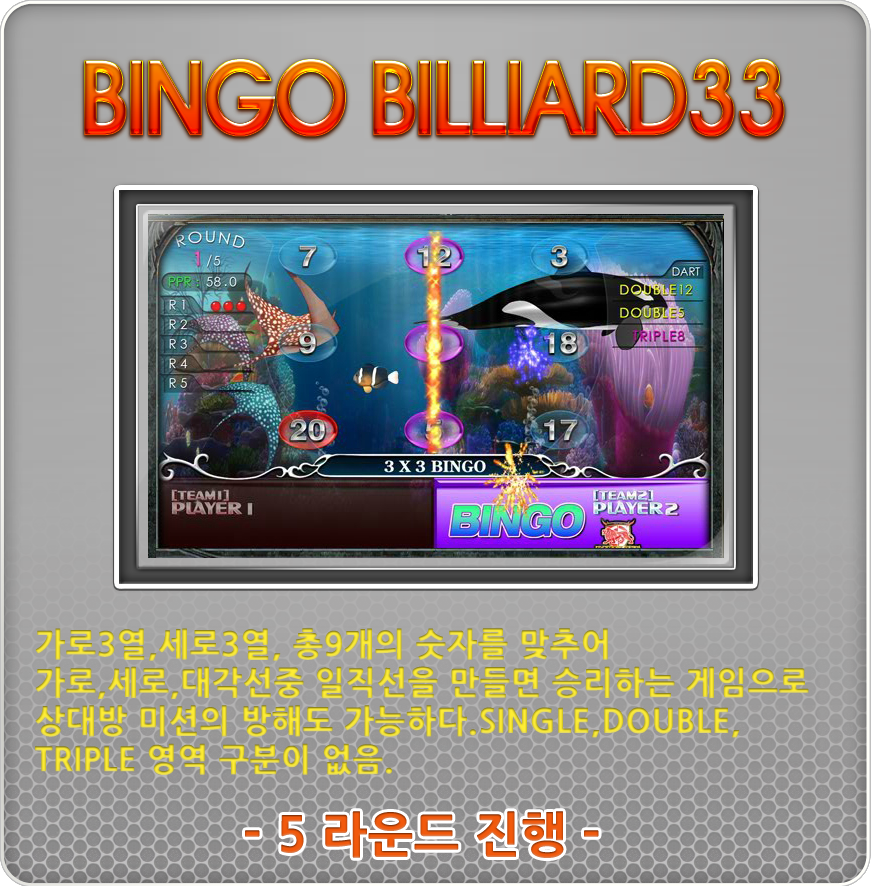 BINGO BILLIARD33
ROUND
1/5
PPR : 58.0
R 1
R 2
R 3
R 4
R 5
7 12 3
9 18
20 5 17
DART
DOUBLE12
DOUBLE5
TRIPLE8
3 X 3 BINGO
[TEAM1]
PLAYER 1
BINGO
[TEAM2]
PLAYER 2
가로3열,세로3열, 총9개의 숫자를 맞추어
가로,세로,대각선중 일직선을 만들면 승리하는 게임으로
상대방 미션의 방해도 가능하다.SINGLE,DOUBLE,
TRIPLE 영역 구분이 없음.
- 5 라운드 진행 -